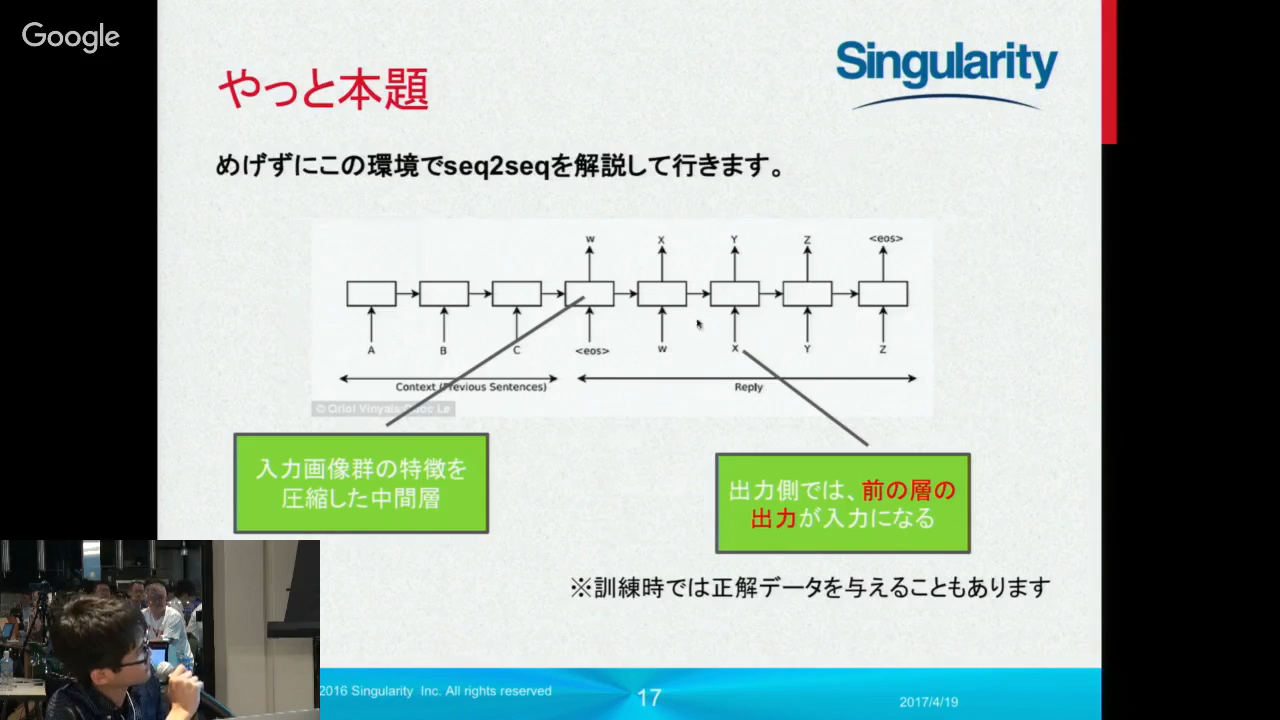 Google
Singularity
やっと本題
めげずにこの環境でseq2seqを解説して行きます。
W X Y Z <eos>
A B C <eos> W X Y Z
Context (Previous Sentences)
Reply
© Oriol Vinyals, Quoc Le
入力画像群の特徴を
圧縮した中間層
出力側では、前の層の
出力が入力になる
※訓練時では正解データを与えることもあります
2016 Singularity Inc. All rights reserved
17
2017/4/19